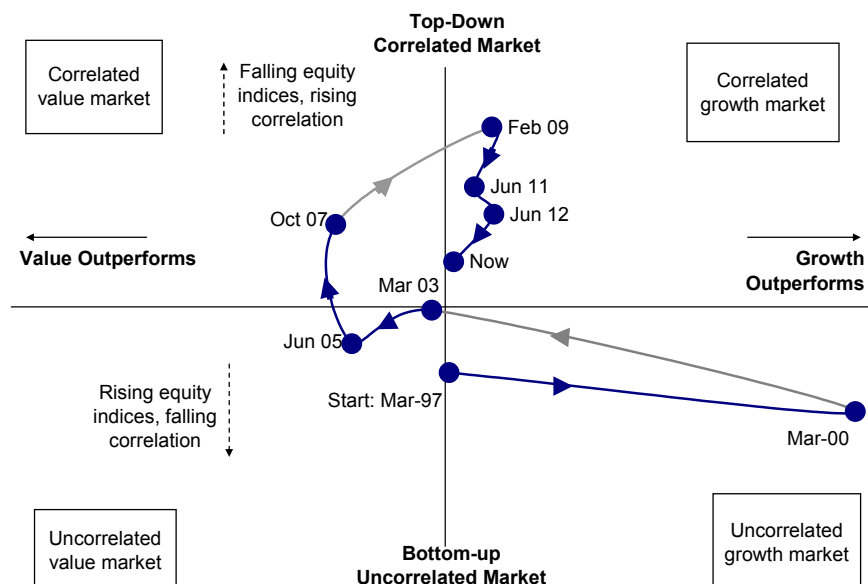 Top-Down
Correlated Market
Correlated
value market
Falling equity
indices, rising
correlation
Correlated
growth market
Feb 09
Jun 11
Oct 07
Jun 12
Value Outperforms
Now
Growth
Outperforms
Mar 03
Jun 05
Rising equity
indices, falling
correlation
Start: Mar-97
Mar-00
Uncorrelated
value market
Bottom-up
Uncorrelated Market
Uncorrelated
growth market